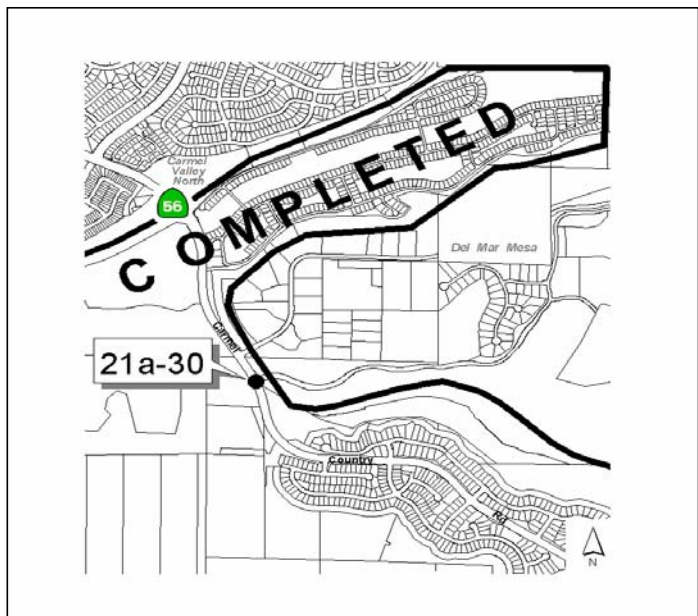 Carmel
Valley
North
56
COMPLETED
Del Mar Mesa
Carmel
21a-30
Country
Rd
N